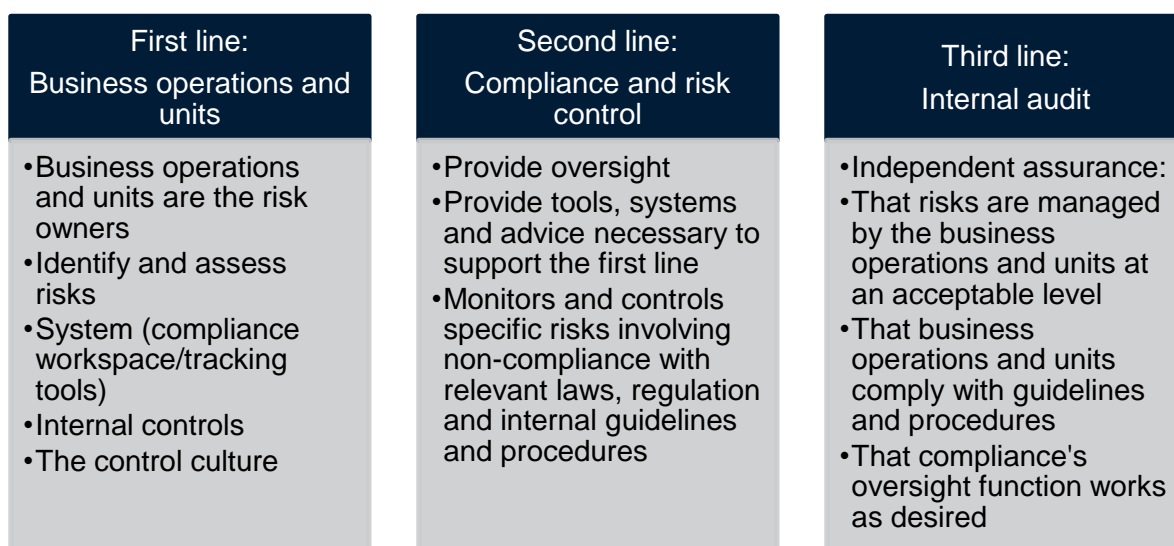 First line:
Business operations and
units
•Business operations
and units are the risk
owners
•Identify and assess
risks
•System (compliance
workspace/tracking
tools)
•Internal controls
•The control culture
Second line:
Compliance and risk
control
•Provide oversight
•Provide tools, systems
and advice necessary to
support the first line
•Monitors and controls
specific risks involving
non-compliance with
relevant laws, regulation
and internal guidelines
and procedures
Third line:
Internal audit
•Independent assurance:
•That risks are managed
by the business
operations and units at
an acceptable level
•That business
operations and units
comply with guidelines
and procedures
•That compliance's
oversight function works
as desired